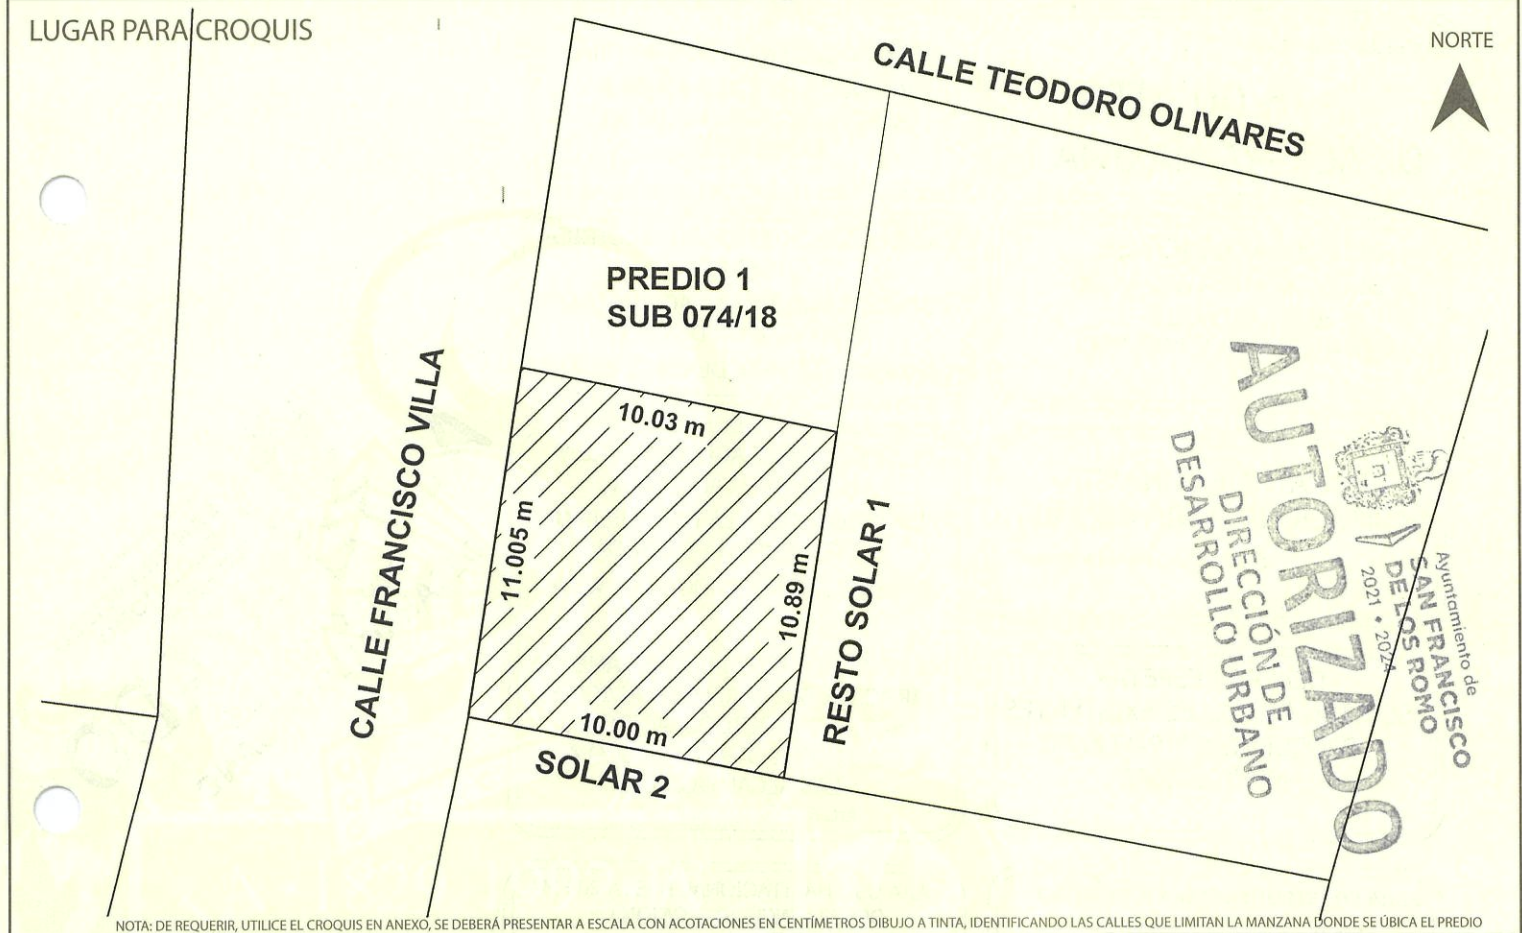 LUGAR PARA CROQUIS
NORTE
CALLE TEODORO OLIVARES
PREDIO 1
SUB 074/18
CALLE FRANCISCO VILLA
10.03 m
11.005 m
10.89 m
10.00 m
RESTO SOLAR 1
SOLAR 2
AUTORIZADO
DIRECCIÓN DE
DESARROLLO URBANO
Ayuntamiento de
SAN FRANCISCO
DE LOS ROMO
2021 • 2024
NOTA: DE REQUERIR, UTILICE EL CROQUIS EN ANEXO, SE DEBERÁ PRESENTAR A ESCALA CON ACOTACIONES EN CENTÍMETROS DIBUJO A TINTA, IDENTIFICANDO LAS CALLES QUE LIMITAN LA MANZANA DONDE SE ÚBICA EL PREDIO